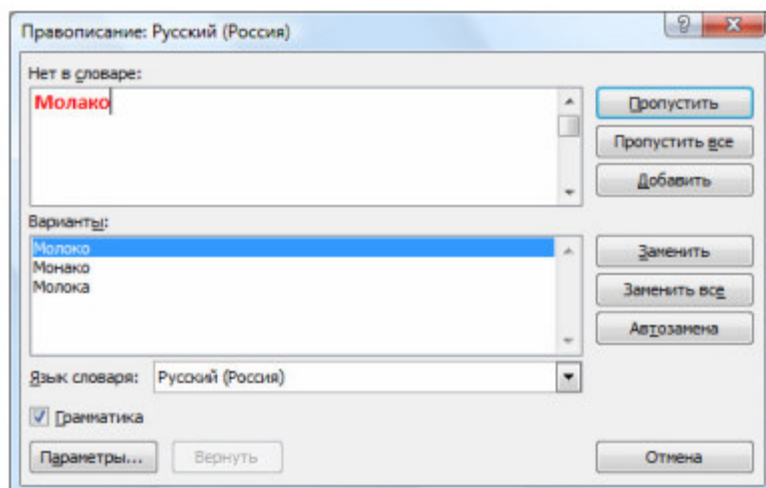 Правописание: Русский (Россия)
Нет в словаре:
Молако
Пропустить
Пропустить все
Добавить
Варианты:
Молоко
Монако
Молока
Заменить
Заменить все
Автозамена
Язык словаря: Русский (Россия)
Грамматика
Параметры... Вернуть Отмена